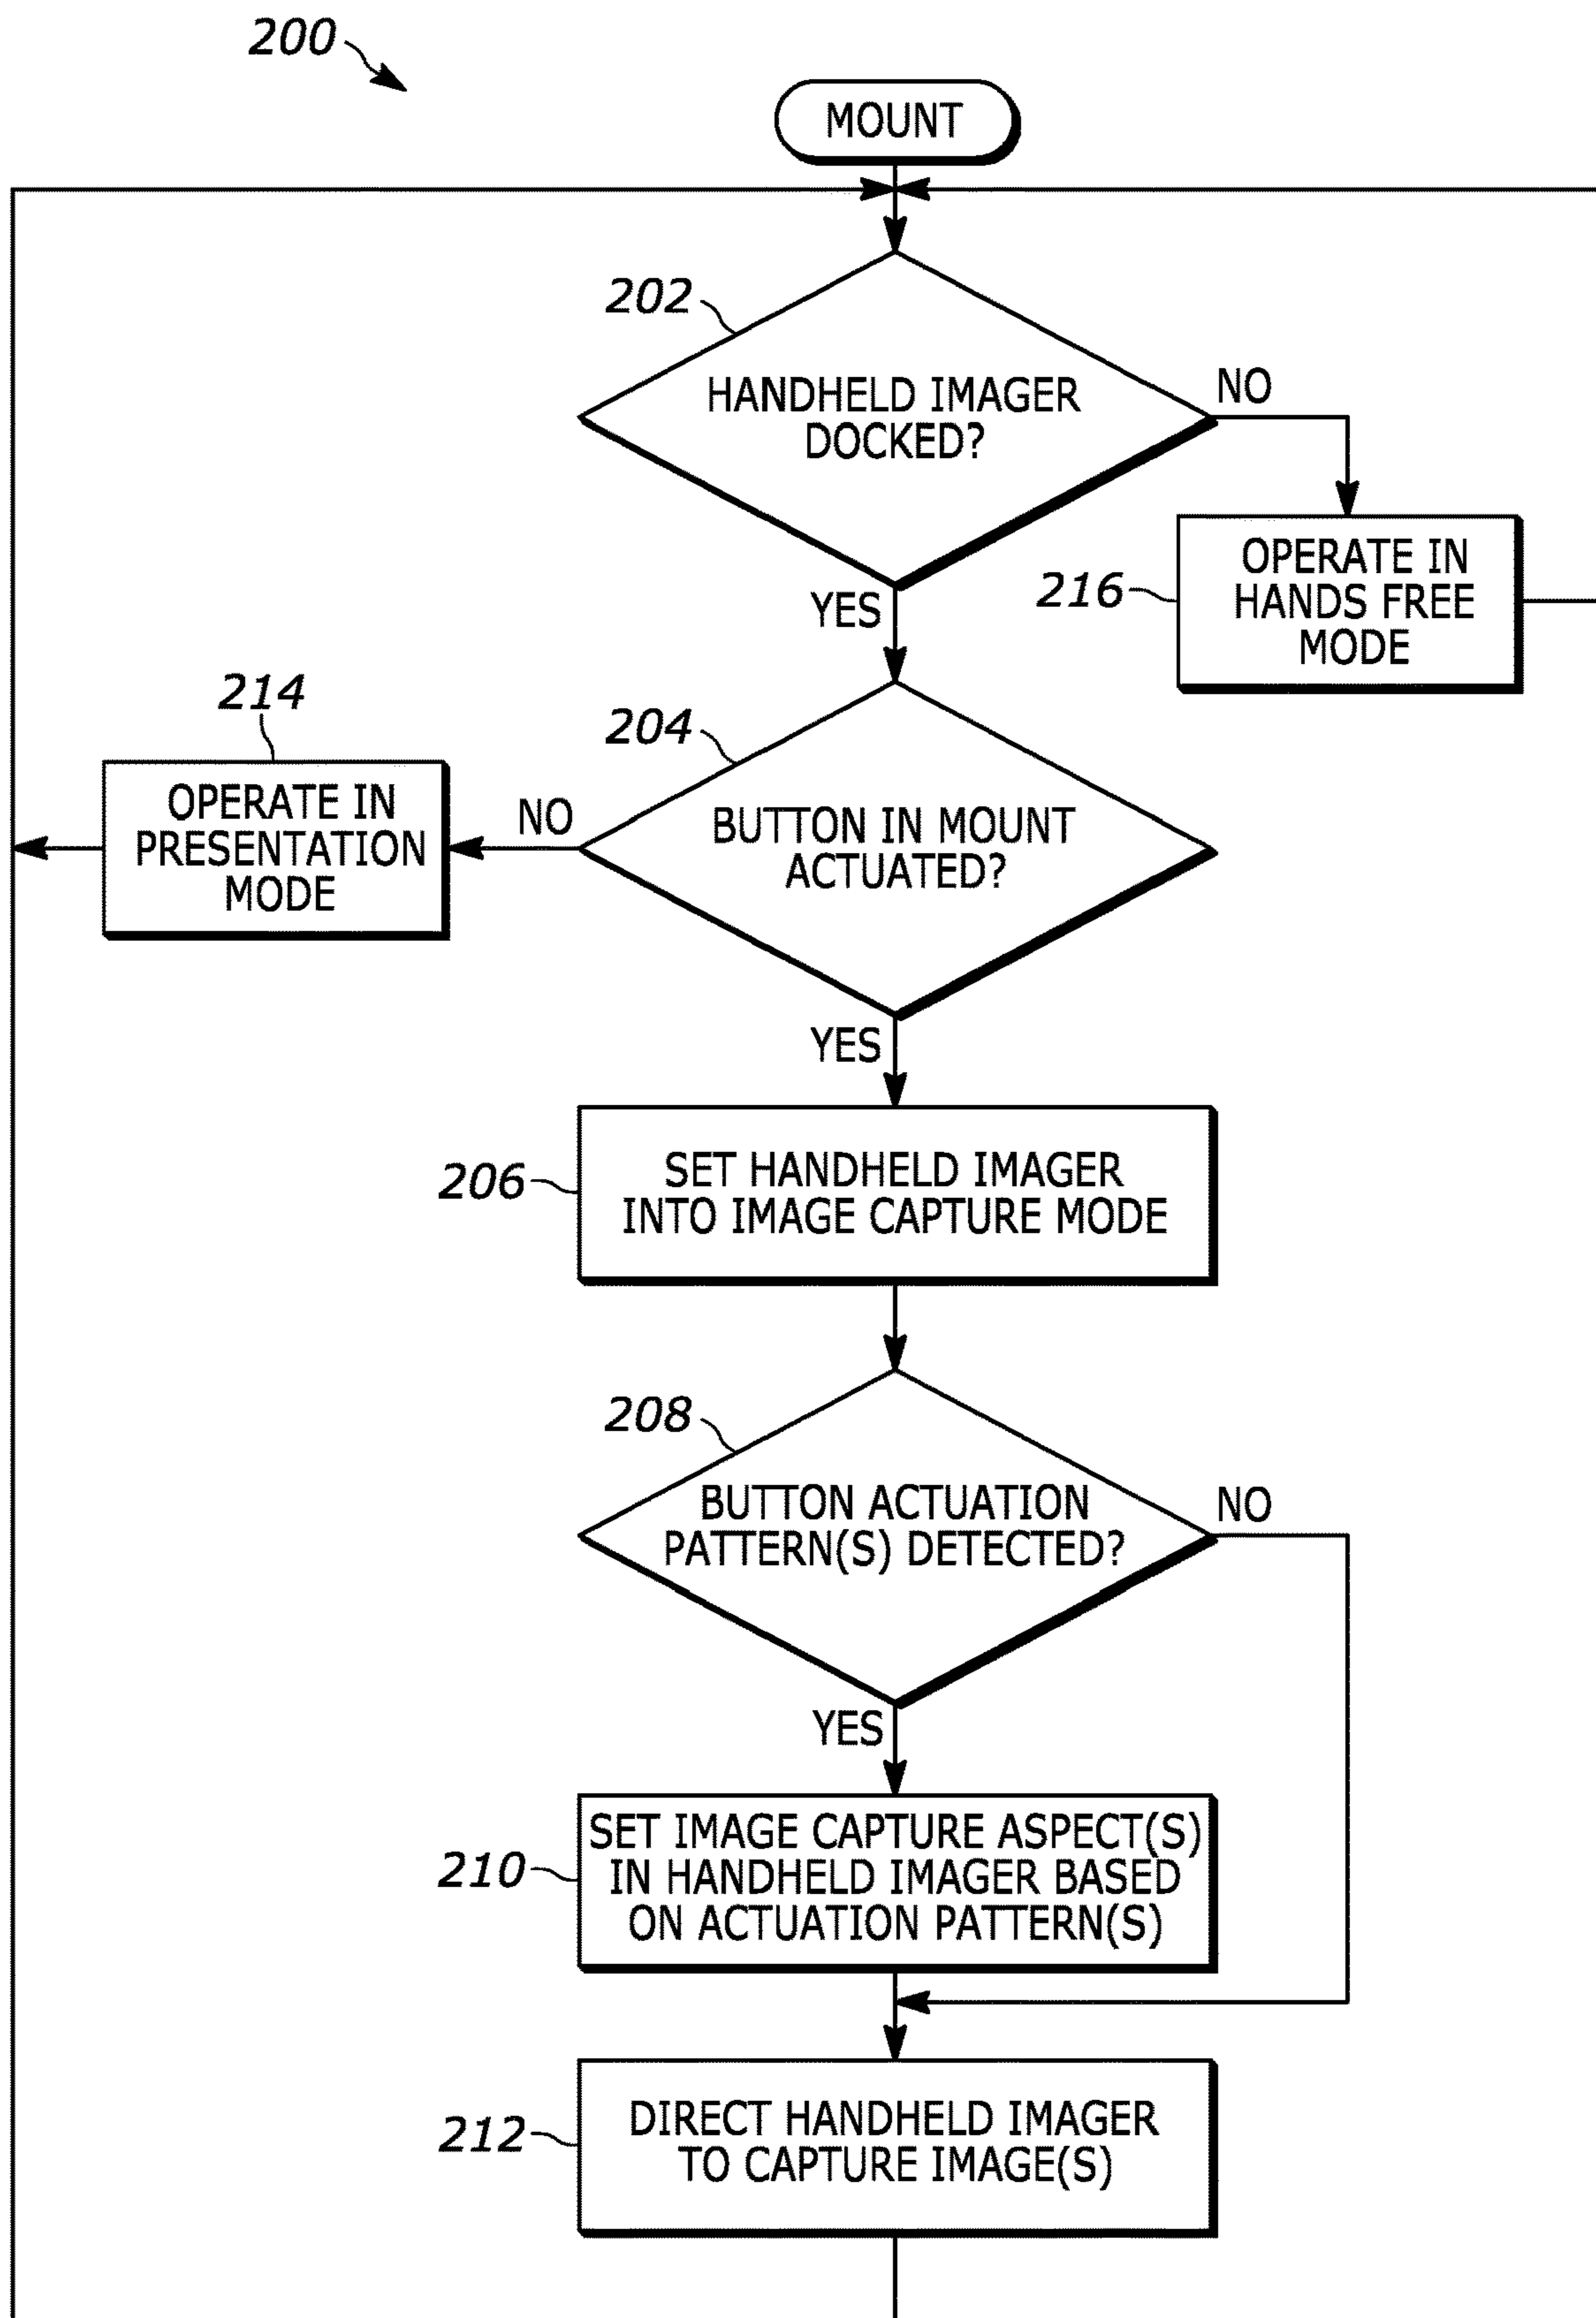 200
MOUNT
202
HANDHELD IMAGER
DOCKED?
NO
YES
216
OPERATE IN
HANDS FREE
MODE
214
OPERATE IN
PRESENTATION
MODE
NO
204
BUTTON IN MOUNT
ACTUATED?
YES
206
SET HANDHELD IMAGER
INTO IMAGE CAPTURE MODE
208
BUTTON ACTUATION
PATTERN(S) DETECTED?
NO
YES
210
SET IMAGE CAPTURE ASPECT(S)
IN HANDHELD IMAGER BASED
ON ACTUATION PATTERN(S)
212
DIRECT HANDHELD IMAGER
TO CAPTURE IMAGE(S)